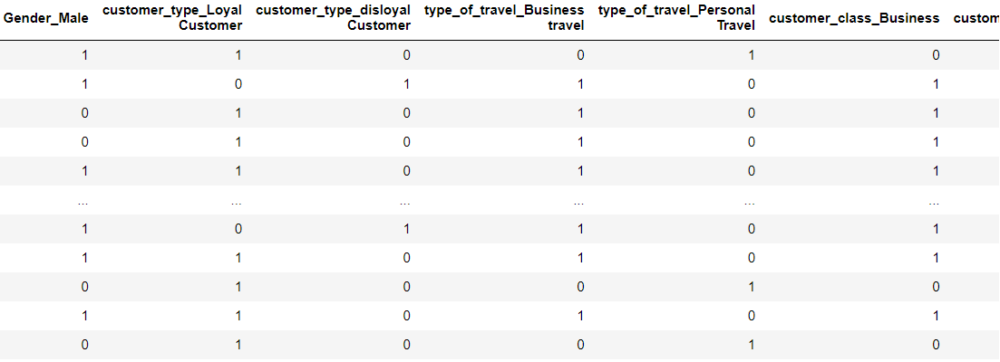 Gender_Male customer_type_Loyal Customer customer_type_disloyal Customer type_of_travel_Business travel type_of_travel_Personal Travel customer_class_Business custom
1 1 0 0 1 0
1 0 1 1 0 1
0 1 0 1 0 1
0 1 0 1 0 1
1 1 0 1 0 1
... ... ... ... ... ...
1 0 1 1 0 1
1 1 0 1 0 1
0 1 0 0 1 0
1 1 0 1 0 1
0 1 0 0 1 0